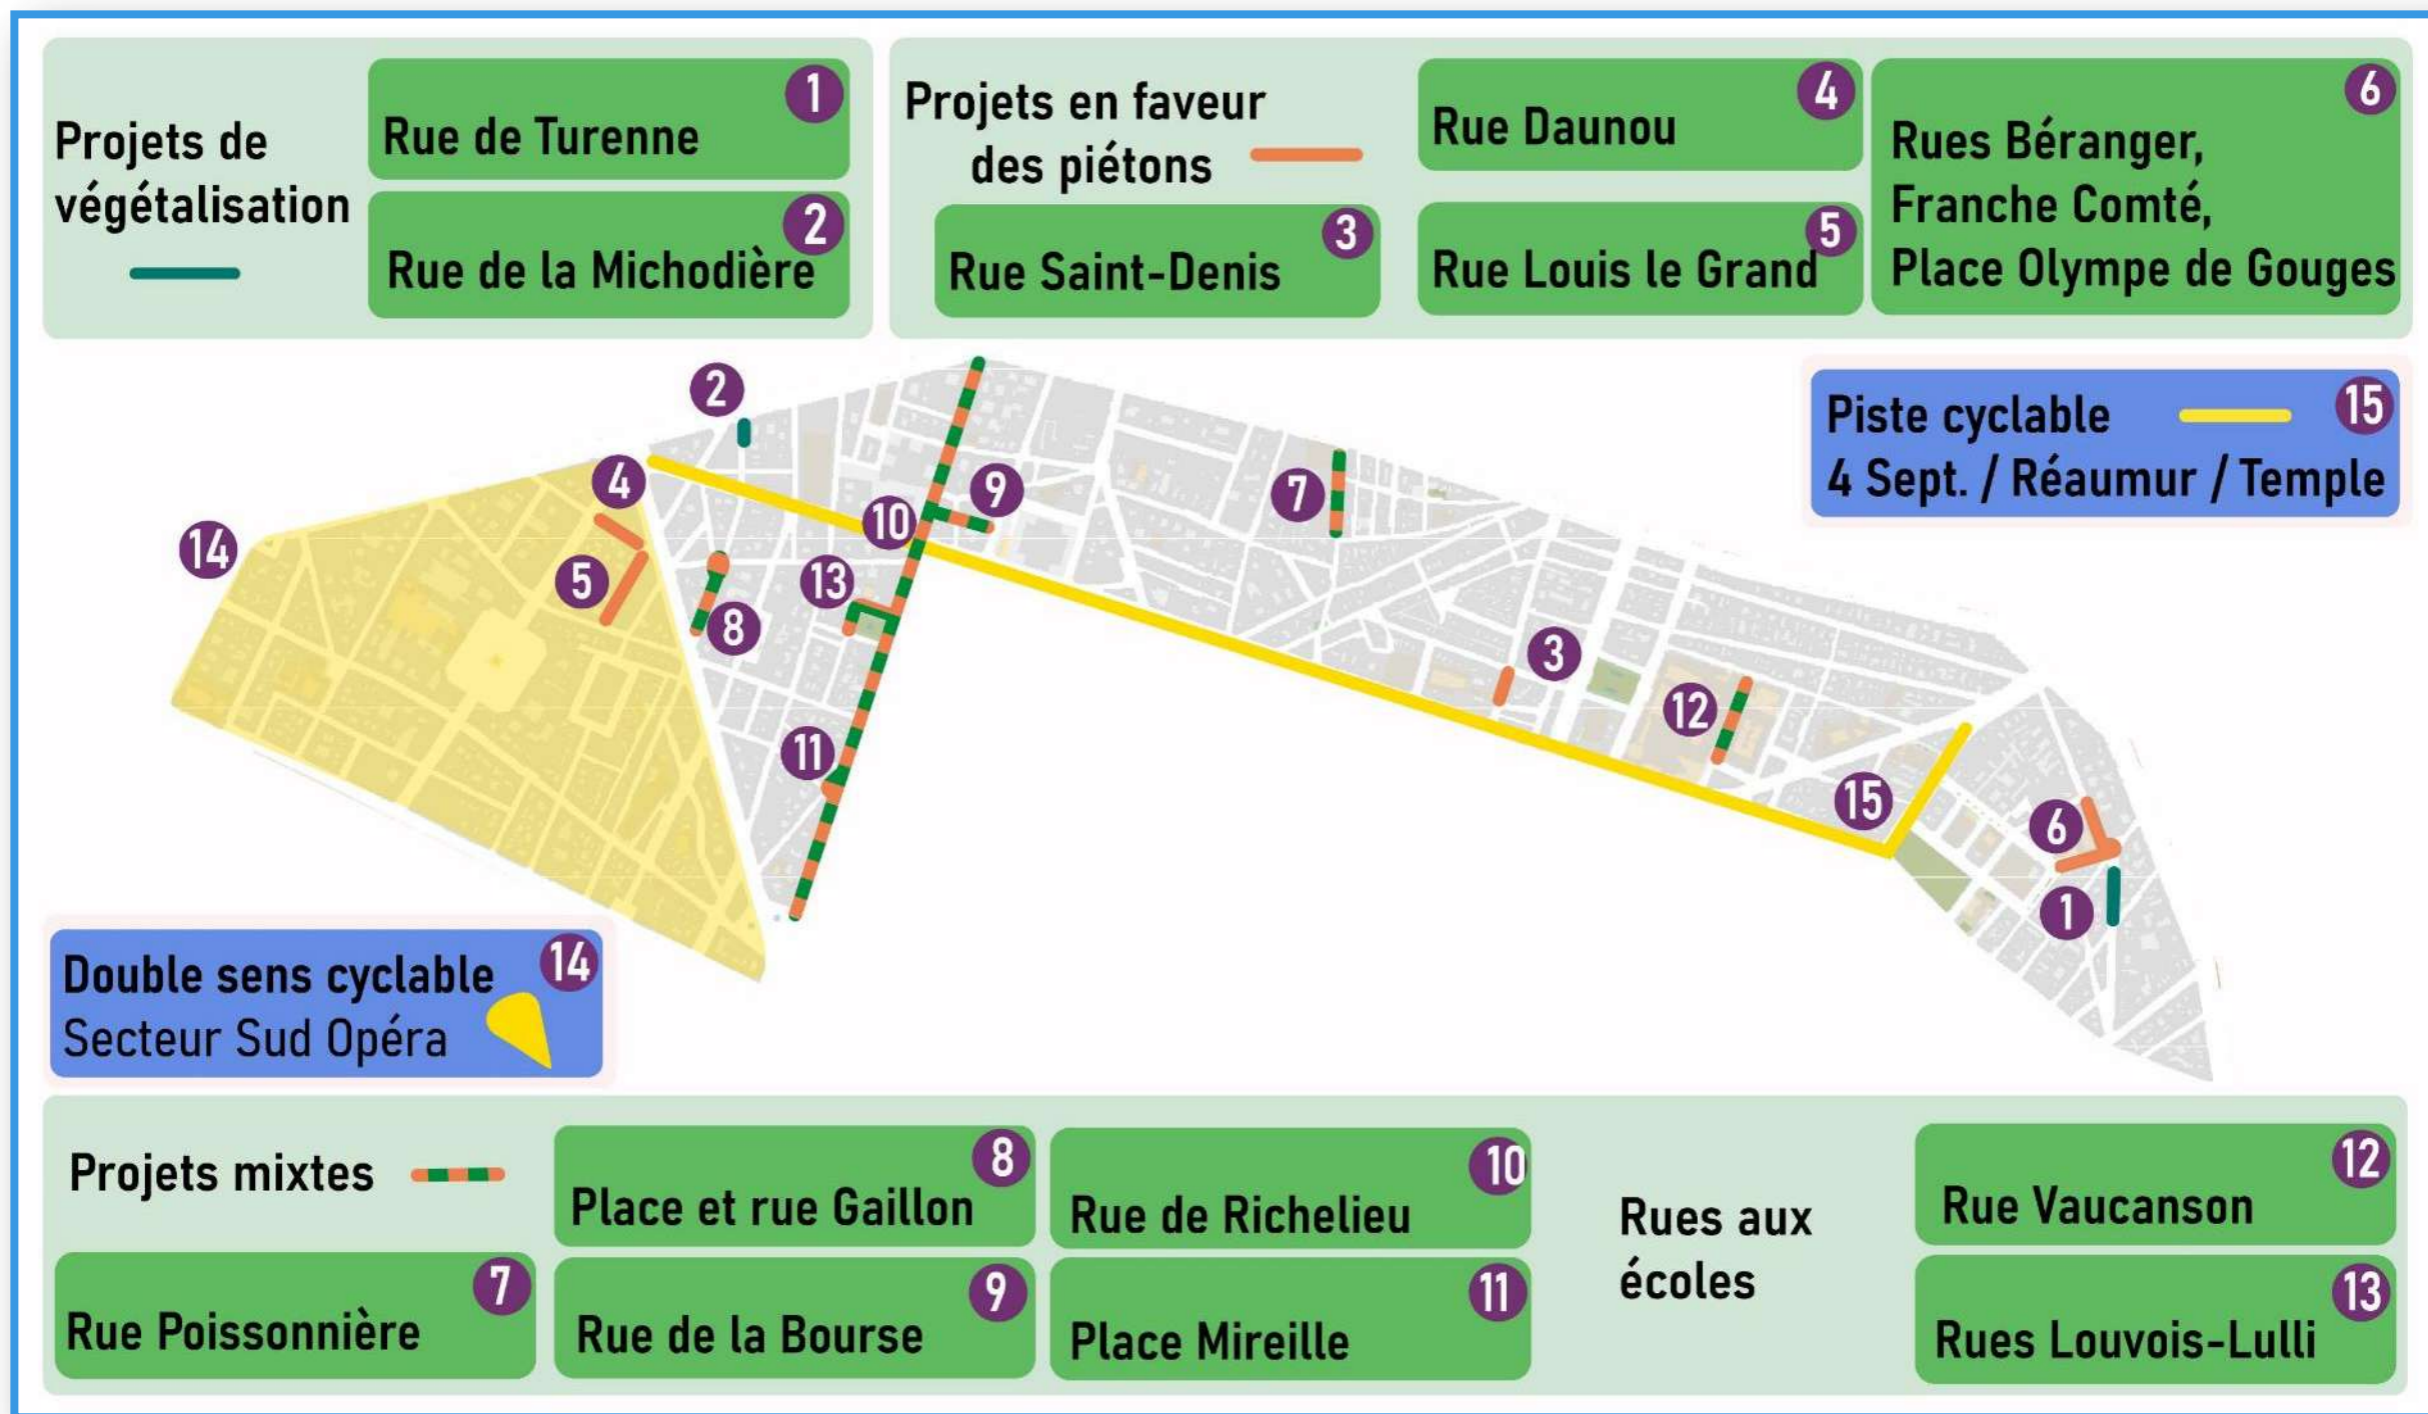 Projets de
végétalisation
1
Rue de Turenne
2
Rue de la Michodière
Projets en faveur
des piétons
3
Rue Saint-Denis
4
Rue Daunou
5
Rue Louis le Grand
6
Rues Béranger,
Franche Comté,
Place Olympe de Gouges
Piste cyclable
15
4 Sept. / Réaumur / Temple
2
4
14
5
10
9
7
13
8
3
11
12
15
6
1
Double sens cyclable
14
Secteur Sud Opéra
Projets mixtes
7
Rue Poissonnière
8
Place et rue Gaillon
9
Rue de la Bourse
10
Rue de Richelieu
11
Place Mireille
Rues aux
écoles
12
Rue Vaucanson
13
Rues Louvois-Lulli